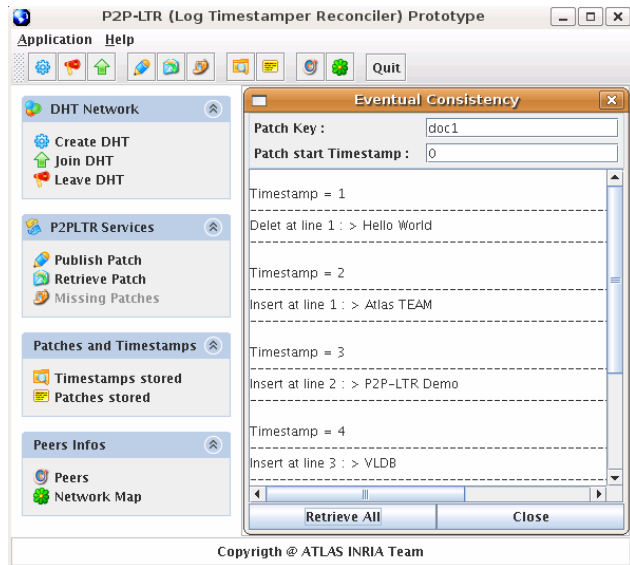 P2P-LTR (Log Timestamper Reconciler) Prototype
Application Help
Quit
DHT Network
Create DHT
Join DHT
Leave DHT
P2PLTR Services
Publish Patch
Retrieve Patch
Missing Patches
Patches and Timestamps
Timestamps stored
Patches stored
Peers Infos
Peers
Network Map
Eventual Consistency
Patch Key : doc1
Patch start Timestamp : 0
Timestamp = 1
Delet at line 1 : > Hello World
Timestamp = 2
Insert at line 1 : > Atlas TEAM
Timestamp = 3
Insert at line 2 : > P2P-LTR Demo
Timestamp = 4
Insert at line 3 : > VLDB
Retrieve All Close
Copyrigth @ ATLAS INRIA Team